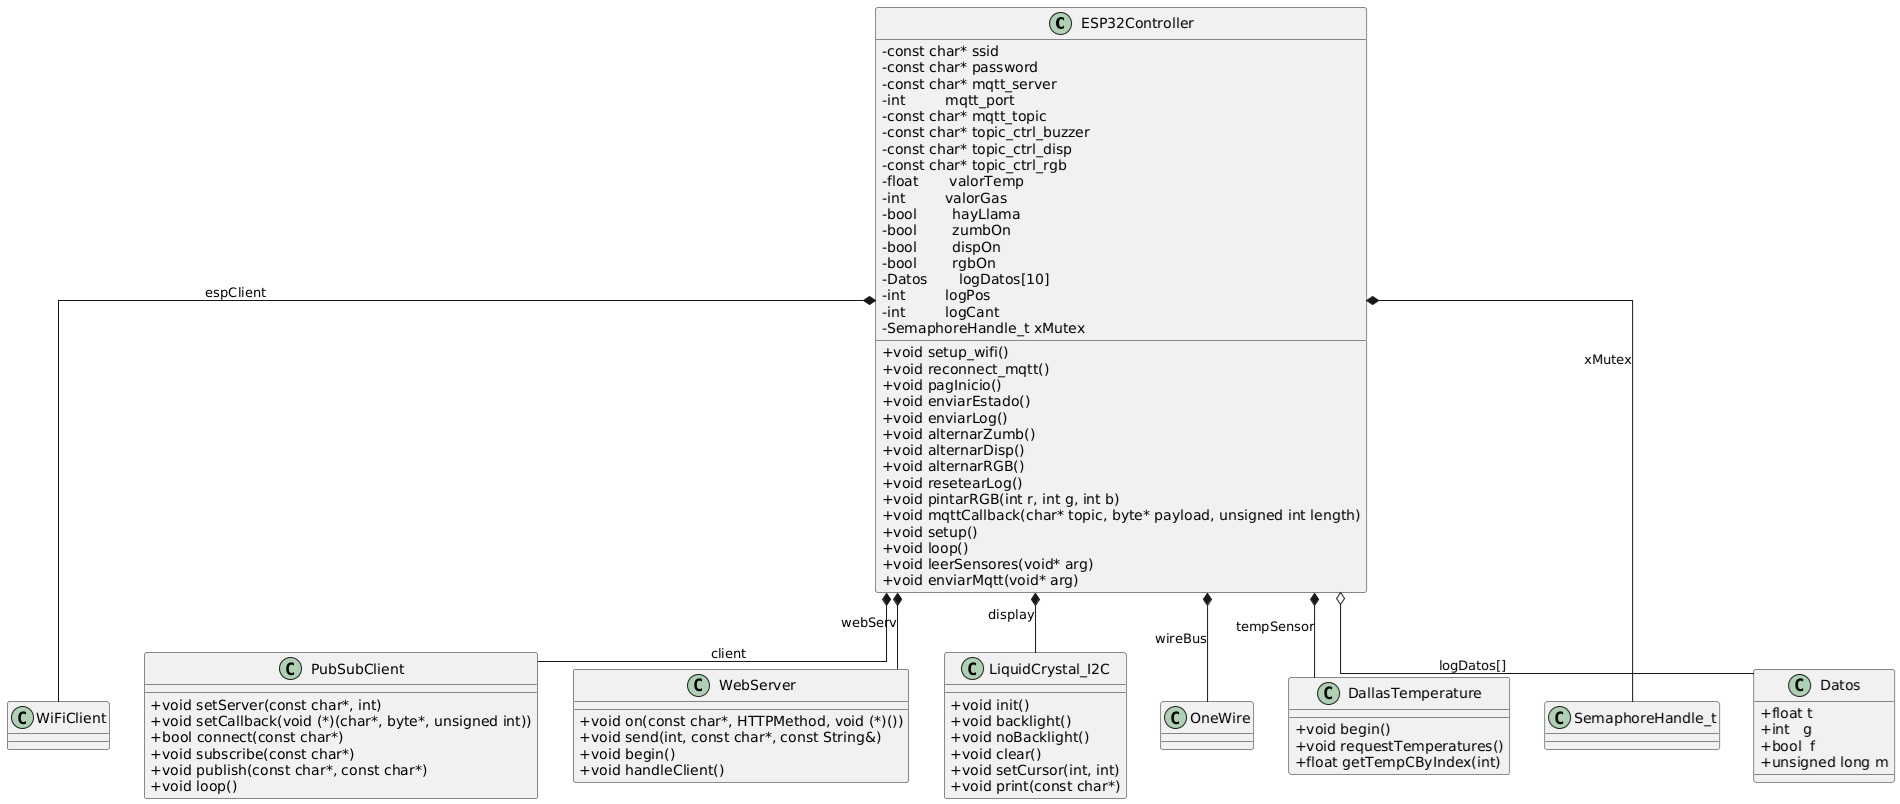 C ESP32Controller
-const char* ssid
-const char* password
-const char* mqtt_server
-int mqtt_port
-const char* mqtt_topic
-const char* topic_ctrl_buzzer
-const char* topic_ctrl_disp
-const char* topic_ctrl_rgb
-float valorTemp
-int valorGas
-bool hayLlama
-bool zumbOn
-bool dispOn
-bool rgbOn
-Datos logDatos[10]
-int logPos
-int logCant
-SemaphoreHandle_t xMutex
+void setup_wifi()
+void reconnect_mqtt()
+void pagInicio()
+void enviarEstado()
+void enviarLog()
+void alternarZumb()
+void alternarDisp()
+void alternarRGB()
+void resetearLog()
+void pintarRGB(int r, int g, int b)
+void mqttCallback(char* topic, byte* payload, unsigned int length)
+void setup()
+void loop()
+void leerSensores(void* arg)
+void enviarMqtt(void* arg)
espClient
xMutex
webServ
client
display
wireBus
tempSensor
logDatos[]
C WiFiClient
C PubSubClient
+void setServer(const char*, int)
+void setCallback(void (*)(char*, byte*, unsigned int))
+bool connect(const char*)
+void subscribe(const char*)
+void publish(const char*, const char*)
+void loop()
C WebServer
+void on(const char*, HTTPMethod, void (*)())
+void send(int, const char*, const String&)
+void begin()
+void handleClient()
C LiquidCrystal_I2C
+void init()
+void backlight()
+void noBacklight()
+void clear()
+void setCursor(int, int)
+void print(const char*)
C OneWire
C DallasTemperature
+void begin()
+void requestTemperatures()
+float getTempCByIndex(int)
C SemaphoreHandle_t
C Datos
+float t
+int g
+bool f
+unsigned long m